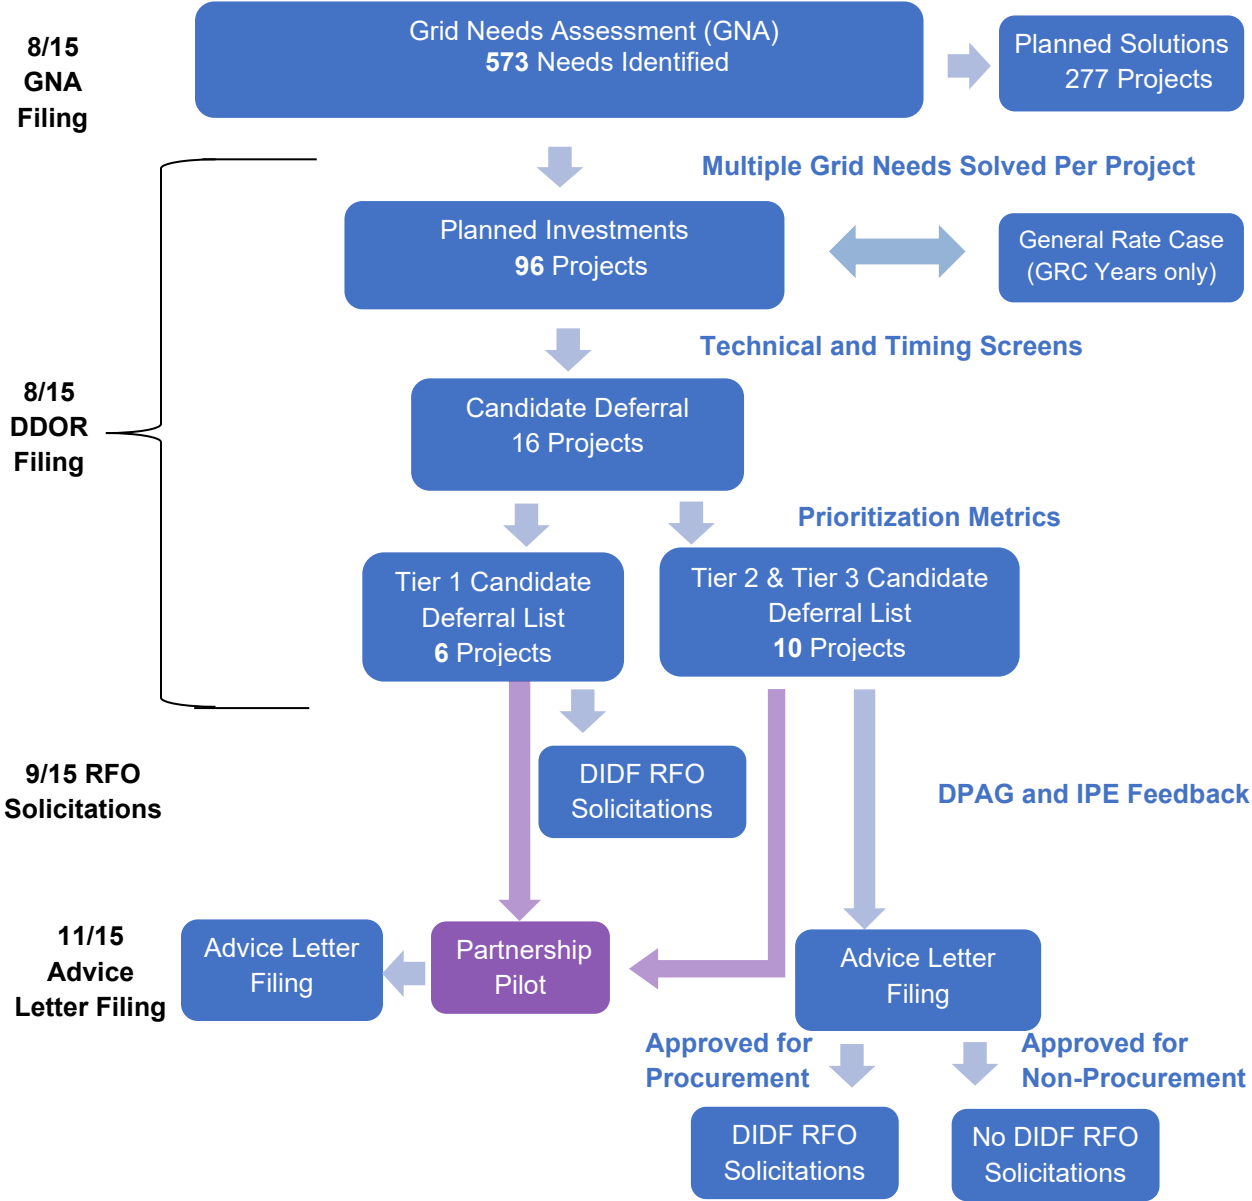 8/15
GNA
Filing
Grid Needs Assessment (GNA)
573 Needs Identified
Planned Solutions
277 Projects
Multiple Grid Needs Solved Per Project
Planned Investments
96 Projects
General Rate Case
(GRC Years only)
Technical and Timing Screens
8/15
DDOR
Filing
Candidate Deferral
16 Projects
Prioritization Metrics
Tier 1 Candidate
Deferral List
6 Projects
Tier 2 & Tier 3 Candidate
Deferral List
10 Projects
9/15 RFO
Solicitations
DIDF RFO
Solicitations
DPAG and IPE Feedback
11/15
Advice
Letter Filing
Advice Letter
Filing
Partnership
Pilot
Advice Letter
Filing
Approved for
Procurement
Approved for
Non-Procurement
DIDF RFO
Solicitations
No DIDF RFO
Solicitations